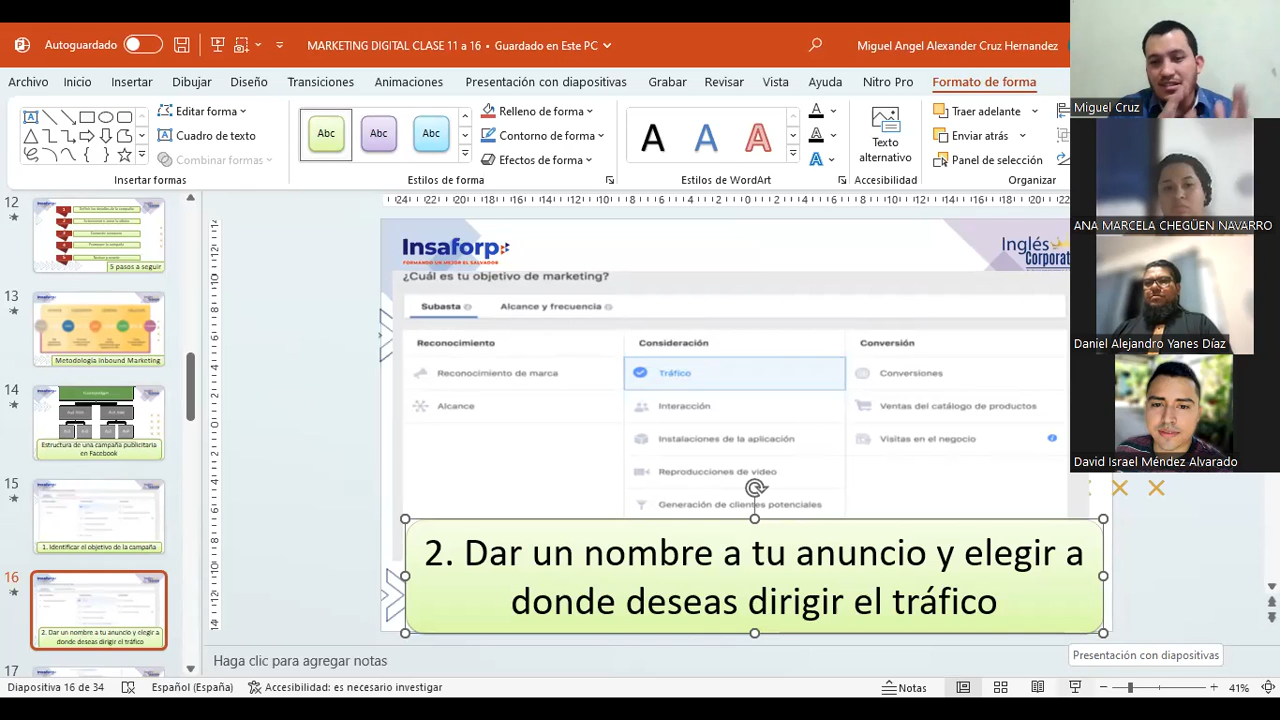 Autoguardado
MARKETING DIGITAL CLASE 11 a 16 • Guardado en Este PC
Miguel Angel Alexander Cruz Hernandez
Archivo Inicio Insertar Dibujar Diseño Transiciones Animaciones Presentación con diapositivas Grabar Revisar Vista Ayuda Nitro Pro Formato de forma
Editar forma
Cuadro de texto
Combinar formas
Insertar formas
Abc Abc Abc
Relleno de forma
Contorno de forma
Efectos de forma
Estilos de forma
A A A
Estilos de WordArt
Texto
alternativo
Accesibilidad
Traer adelante
Enviar atrás
Panel de selección
Organizar
Miguel Cruz
ANA MARCELA CHEGÜEN NAVARRO
Daniel Alejandro Yanes Díaz
David Israel Méndez Alvarado
12
5 pasos a seguir
13
Metodología Inbound Marketing
14
Estructura de una campaña publicitaria
en Facebook
15
1. Identificar el objetivo de la campaña
16
2. Dar un nombre a tu anuncio y elegir a
donde deseas dirigir el tráfico
17
Insaforp
FORMANDO UN MEJOR EL SALVADOR
Inglés
Corporat
¿Cuál es tu objetivo de marketing?
Subasta Alcance y frecuencia
Reconocimiento Consideración Conversión
Reconocimiento de marca Tráfico Conversiones
Alcance Interacción Ventas del catálogo de productos
Instalaciones de la aplicación Visitas en el negocio
Reproducciones de video
Generación de clientes potenciales
2. Dar un nombre a tu anuncio y elegir a
donde deseas dirigir el tráfico
Haga clic para agregar notas
Presentación con diapositivas
Diapositiva 16 de 34 Español (España) Accesibilidad: es necesario investigar Notas 41%